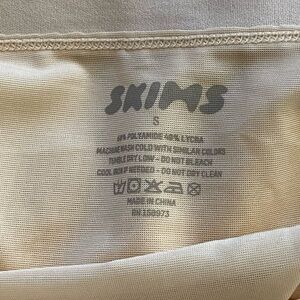 SKIMS
S
POLYAMIDE 40% LYCRA
MACHINE WASH COLD WITH SIMILAR COLORS
TUMBLE DRY LOW - DO NOT BLEACH
COOL IRON IF NEEDED - DO NOT DRY CLEAN
MADE IN CHINA
RN 158973